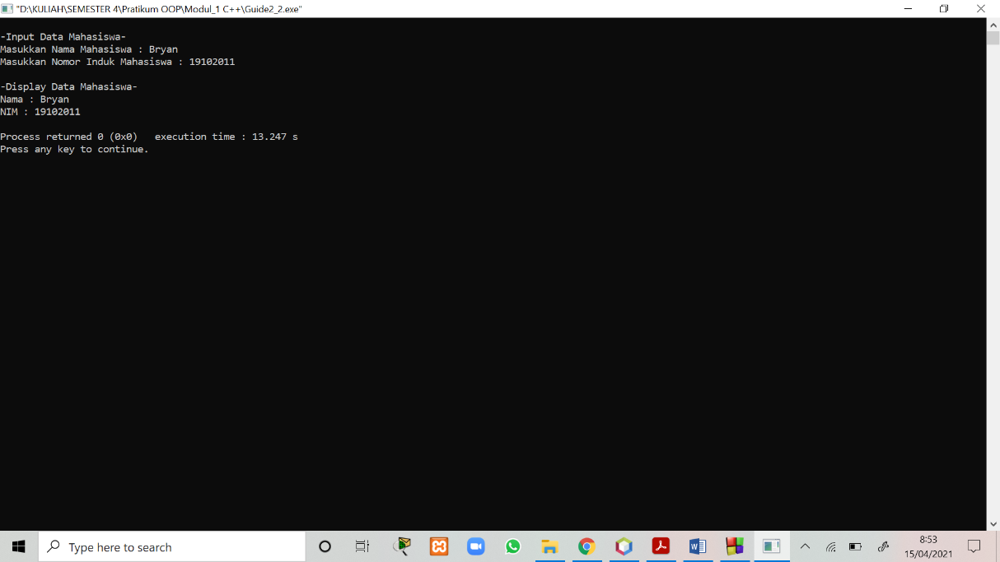 "D:\KULIAH\SEMESTER 4\Pratikum OOP\Modul_1 C++\Guide2_2.exe"
-Input Data Mahasiswa-
Masukkan Nama Mahasiswa : Bryan
Masukkan Nomor Induk Mahasiswa : 19102011
-Display Data Mahasiswa-
Nama : Bryan
NIM : 19102011
Process returned 0 (0x0)   execution time : 13.247 s
Press any key to continue.
Type here to search
8:53
15/04/2021